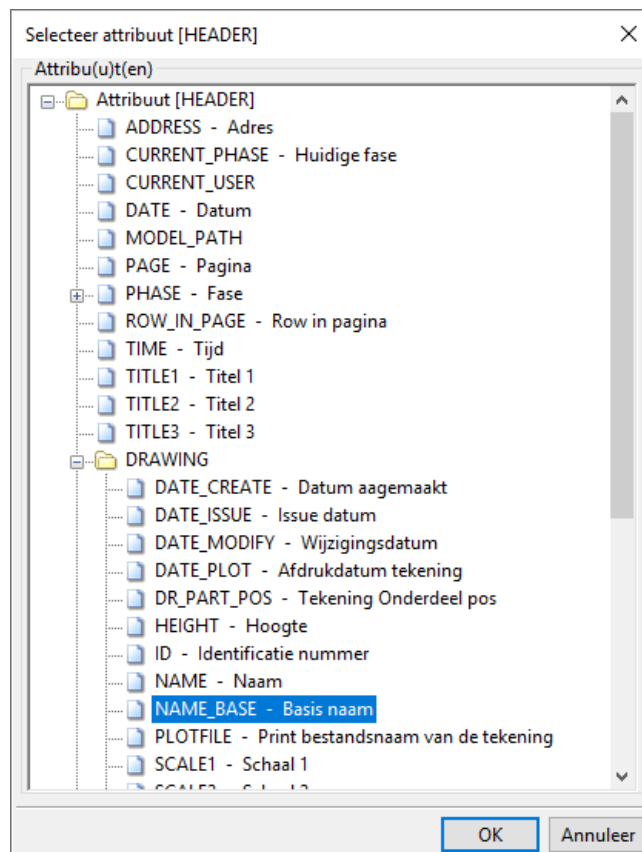 Selecteer attribuut [HEADER]
Attribu(u)t(en)
Attribuut [HEADER]
ADDRESS - Adres
CURRENT_PHASE - Huidige fase
CURRENT_USER
DATE - Datum
MODEL_PATH
PAGE - Pagina
PHASE - Fase
ROW_IN_PAGE - Row in pagina
TIME - Tijd
TITLE1 - Titel 1
TITLE2 - Titel 2
TITLE3 - Titel 3
DRAWING
DATE_CREATE - Datum aagemaakt
DATE_ISSUE - Issue datum
DATE_MODIFY - Wijzigingsdatum
DATE_PLOT - Afdrukdatum tekening
DR_PART_POS - Tekening Onderdeel pos
HEIGHT - Hoogte
ID - Identificatie nummer
NAME - Naam
NAME_BASE - Basis naam
PLOTFILE - Print bestandsnaam van de tekening
SCALE1 - Schaal 1
OK Annuleer